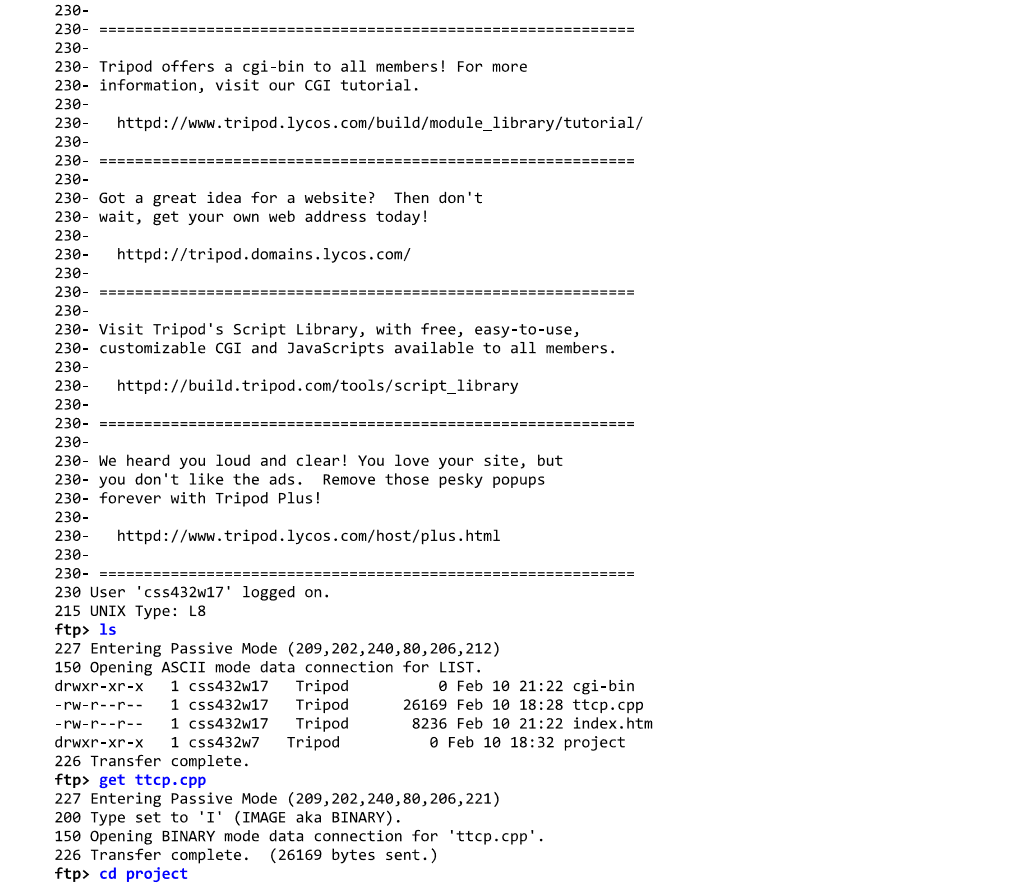 230-
230- ============================================================
230-
230- Tripod offers a cgi-bin to all members! For more
230- information, visit our CGI tutorial.
230-
230-   httpd://www.tripod.lycos.com/build/module_library/tutorial/
230-
230- ============================================================
230-
230- Got a great idea for a website?  Then don't
230- wait, get your own web address today!
230-
230-   httpd://tripod.domains.lycos.com/
230-
230- ============================================================
230-
230- Visit Tripod's Script Library, with free, easy-to-use,
230- customizable CGI and JavaScripts available to all members.
230-
230-   httpd://build.tripod.com/tools/script_library
230-
230- ============================================================
230-
230- We heard you loud and clear! You love your site, but
230- you don't like the ads.  Remove those pesky popups
230- forever with Tripod Plus!
230-
230-   httpd://www.tripod.lycos.com/host/plus.html
230-
230- ============================================================
230 User 'css432w17' logged on.
215 UNIX Type: L8
ftp> ls
227 Entering Passive Mode (209,202,240,80,206,212)
150 Opening ASCII mode data connection for LIST.
drwxr-xr-x   1 css432w17   Tripod          0 Feb 10 21:22 cgi-bin
-rw-r--r--   1 css432w17   Tripod      26169 Feb 10 18:28 ttcp.cpp
-rw-r--r--   1 css432w17   Tripod       8236 Feb 10 21:22 index.htm
drwxr-xr-x   1 css432w7   Tripod          0 Feb 10 18:32 project
226 Transfer complete.
ftp> get ttcp.cpp
227 Entering Passive Mode (209,202,240,80,206,221)
200 Type set to 'I' (IMAGE aka BINARY).
150 Opening BINARY mode data connection for 'ttcp.cpp'.
226 Transfer complete.  (26169 bytes sent.)
ftp> cd project